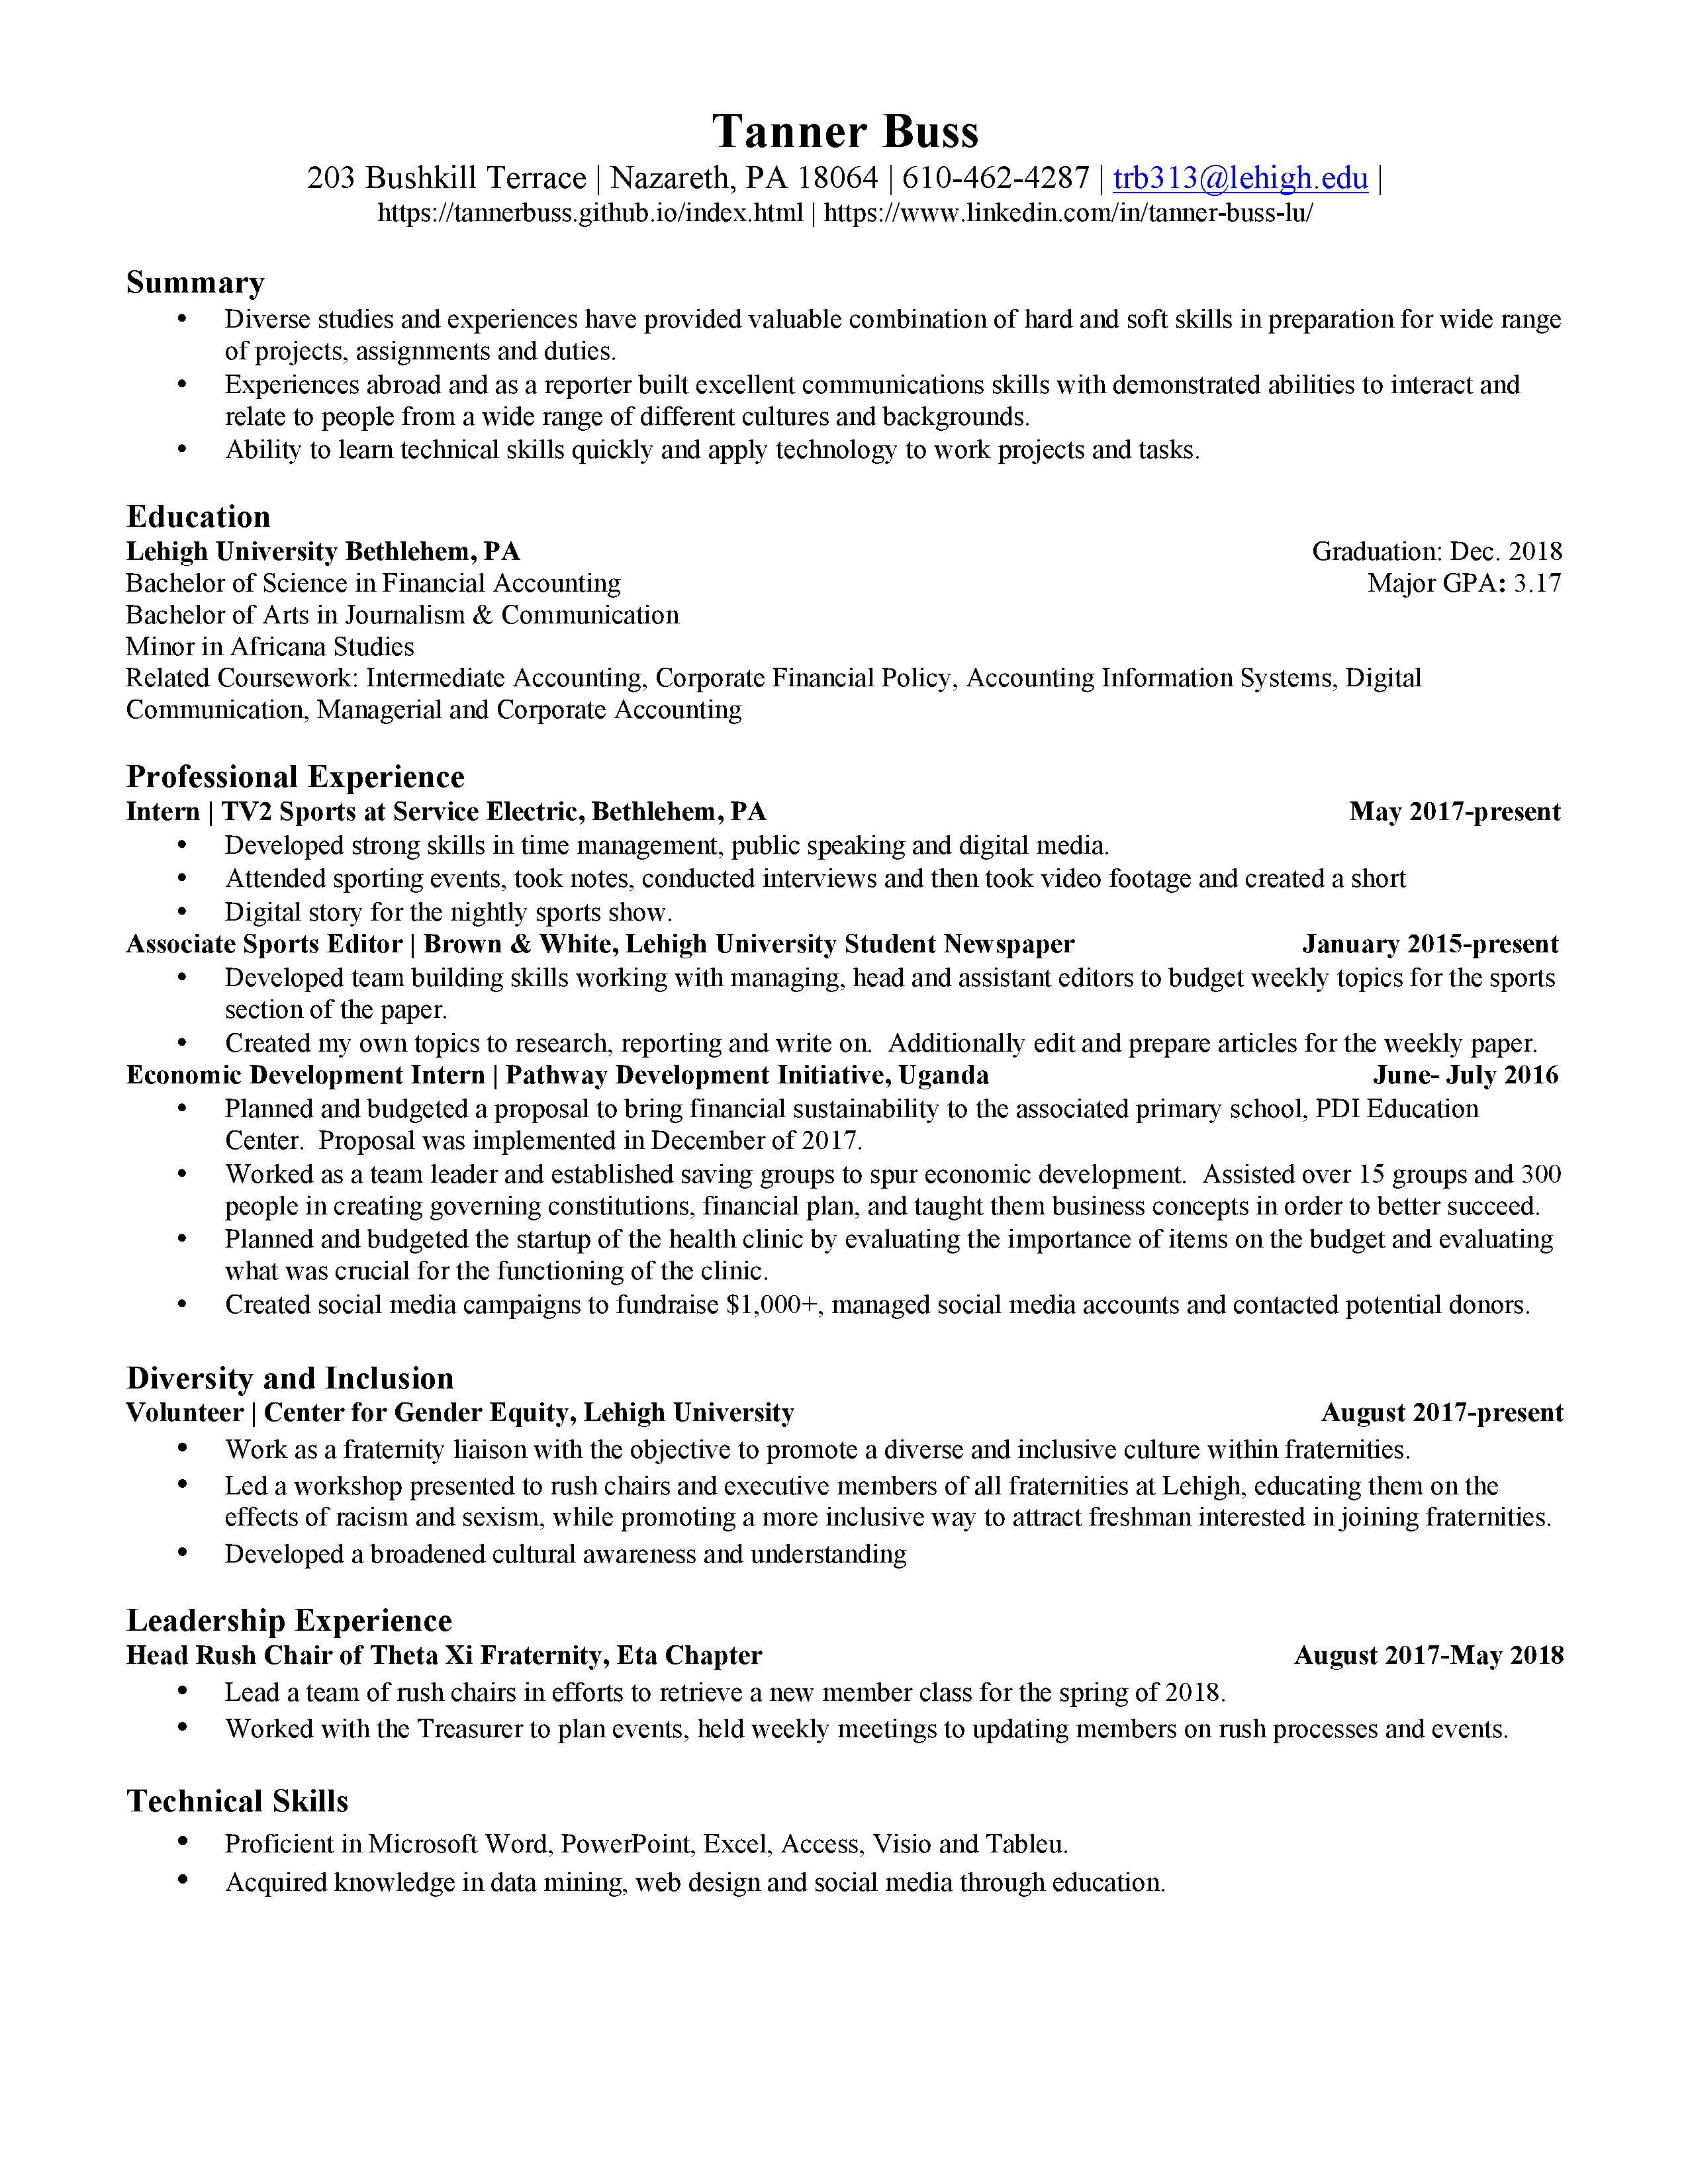 Tanner Buss
203 Bushkill Terrace | Nazareth, PA 18064 | 610-462-4287 | trb313@lehigh.edu |
https://tannerbuss.github.io/index.html | https://www.linkedin.com/in/tanner-buss-lu/
Summary
• Diverse studies and experiences have provided valuable combination of hard and soft skills in preparation for wide range
of projects, assignments and duties.
• Experiences abroad and as a reporter built excellent communications skills with demonstrated abilities to interact and
relate to people from a wide range of different cultures and backgrounds.
• Ability to learn technical skills quickly and apply technology to work projects and tasks.
Education
Lehigh University Bethlehem, PA Graduation: Dec. 2018
Bachelor of Science in Financial Accounting Major GPA: 3.17
Bachelor of Arts in Journalism & Communication
Minor in Africana Studies
Related Coursework: Intermediate Accounting, Corporate Financial Policy, Accounting Information Systems, Digital
Communication, Managerial and Corporate Accounting
Professional Experience
Intern | TV2 Sports at Service Electric, Bethlehem, PA May 2017-present
• Developed strong skills in time management, public speaking and digital media.
• Attended sporting events, took notes, conducted interviews and then took video footage and created a short
• Digital story for the nightly sports show.
Associate Sports Editor | Brown & White, Lehigh University Student Newspaper January 2015-present
• Developed team building skills working with managing, head and assistant editors to budget weekly topics for the sports
section of the paper.
• Created my own topics to research, reporting and write on.  Additionally edit and prepare articles for the weekly paper.
Economic Development Intern | Pathway Development Initiative, Uganda June- July 2016
• Planned and budgeted a proposal to bring financial sustainability to the associated primary school, PDI Education
Center.  Proposal was implemented in December of 2017.
• Worked as a team leader and established saving groups to spur economic development.  Assisted over 15 groups and 300
people in creating governing constitutions, financial plan, and taught them business concepts in order to better succeed.
• Planned and budgeted the startup of the health clinic by evaluating the importance of items on the budget and evaluating
what was crucial for the functioning of the clinic.
• Created social media campaigns to fundraise $1,000+, managed social media accounts and contacted potential donors.
Diversity and Inclusion
Volunteer | Center for Gender Equity, Lehigh University August 2017-present
• Work as a fraternity liaison with the objective to promote a diverse and inclusive culture within fraternities.
• Led a workshop presented to rush chairs and executive members of all fraternities at Lehigh, educating them on the
effects of racism and sexism, while promoting a more inclusive way to attract freshman interested in joining fraternities.
• Developed a broadened cultural awareness and understanding
Leadership Experience
Head Rush Chair of Theta Xi Fraternity, Eta Chapter August 2017-May 2018
• Lead a team of rush chairs in efforts to retrieve a new member class for the spring of 2018.
• Worked with the Treasurer to plan events, held weekly meetings to updating members on rush processes and events.
Technical Skills
• Proficient in Microsoft Word, PowerPoint, Excel, Access, Visio and Tableu.
• Acquired knowledge in data mining, web design and social media through education.